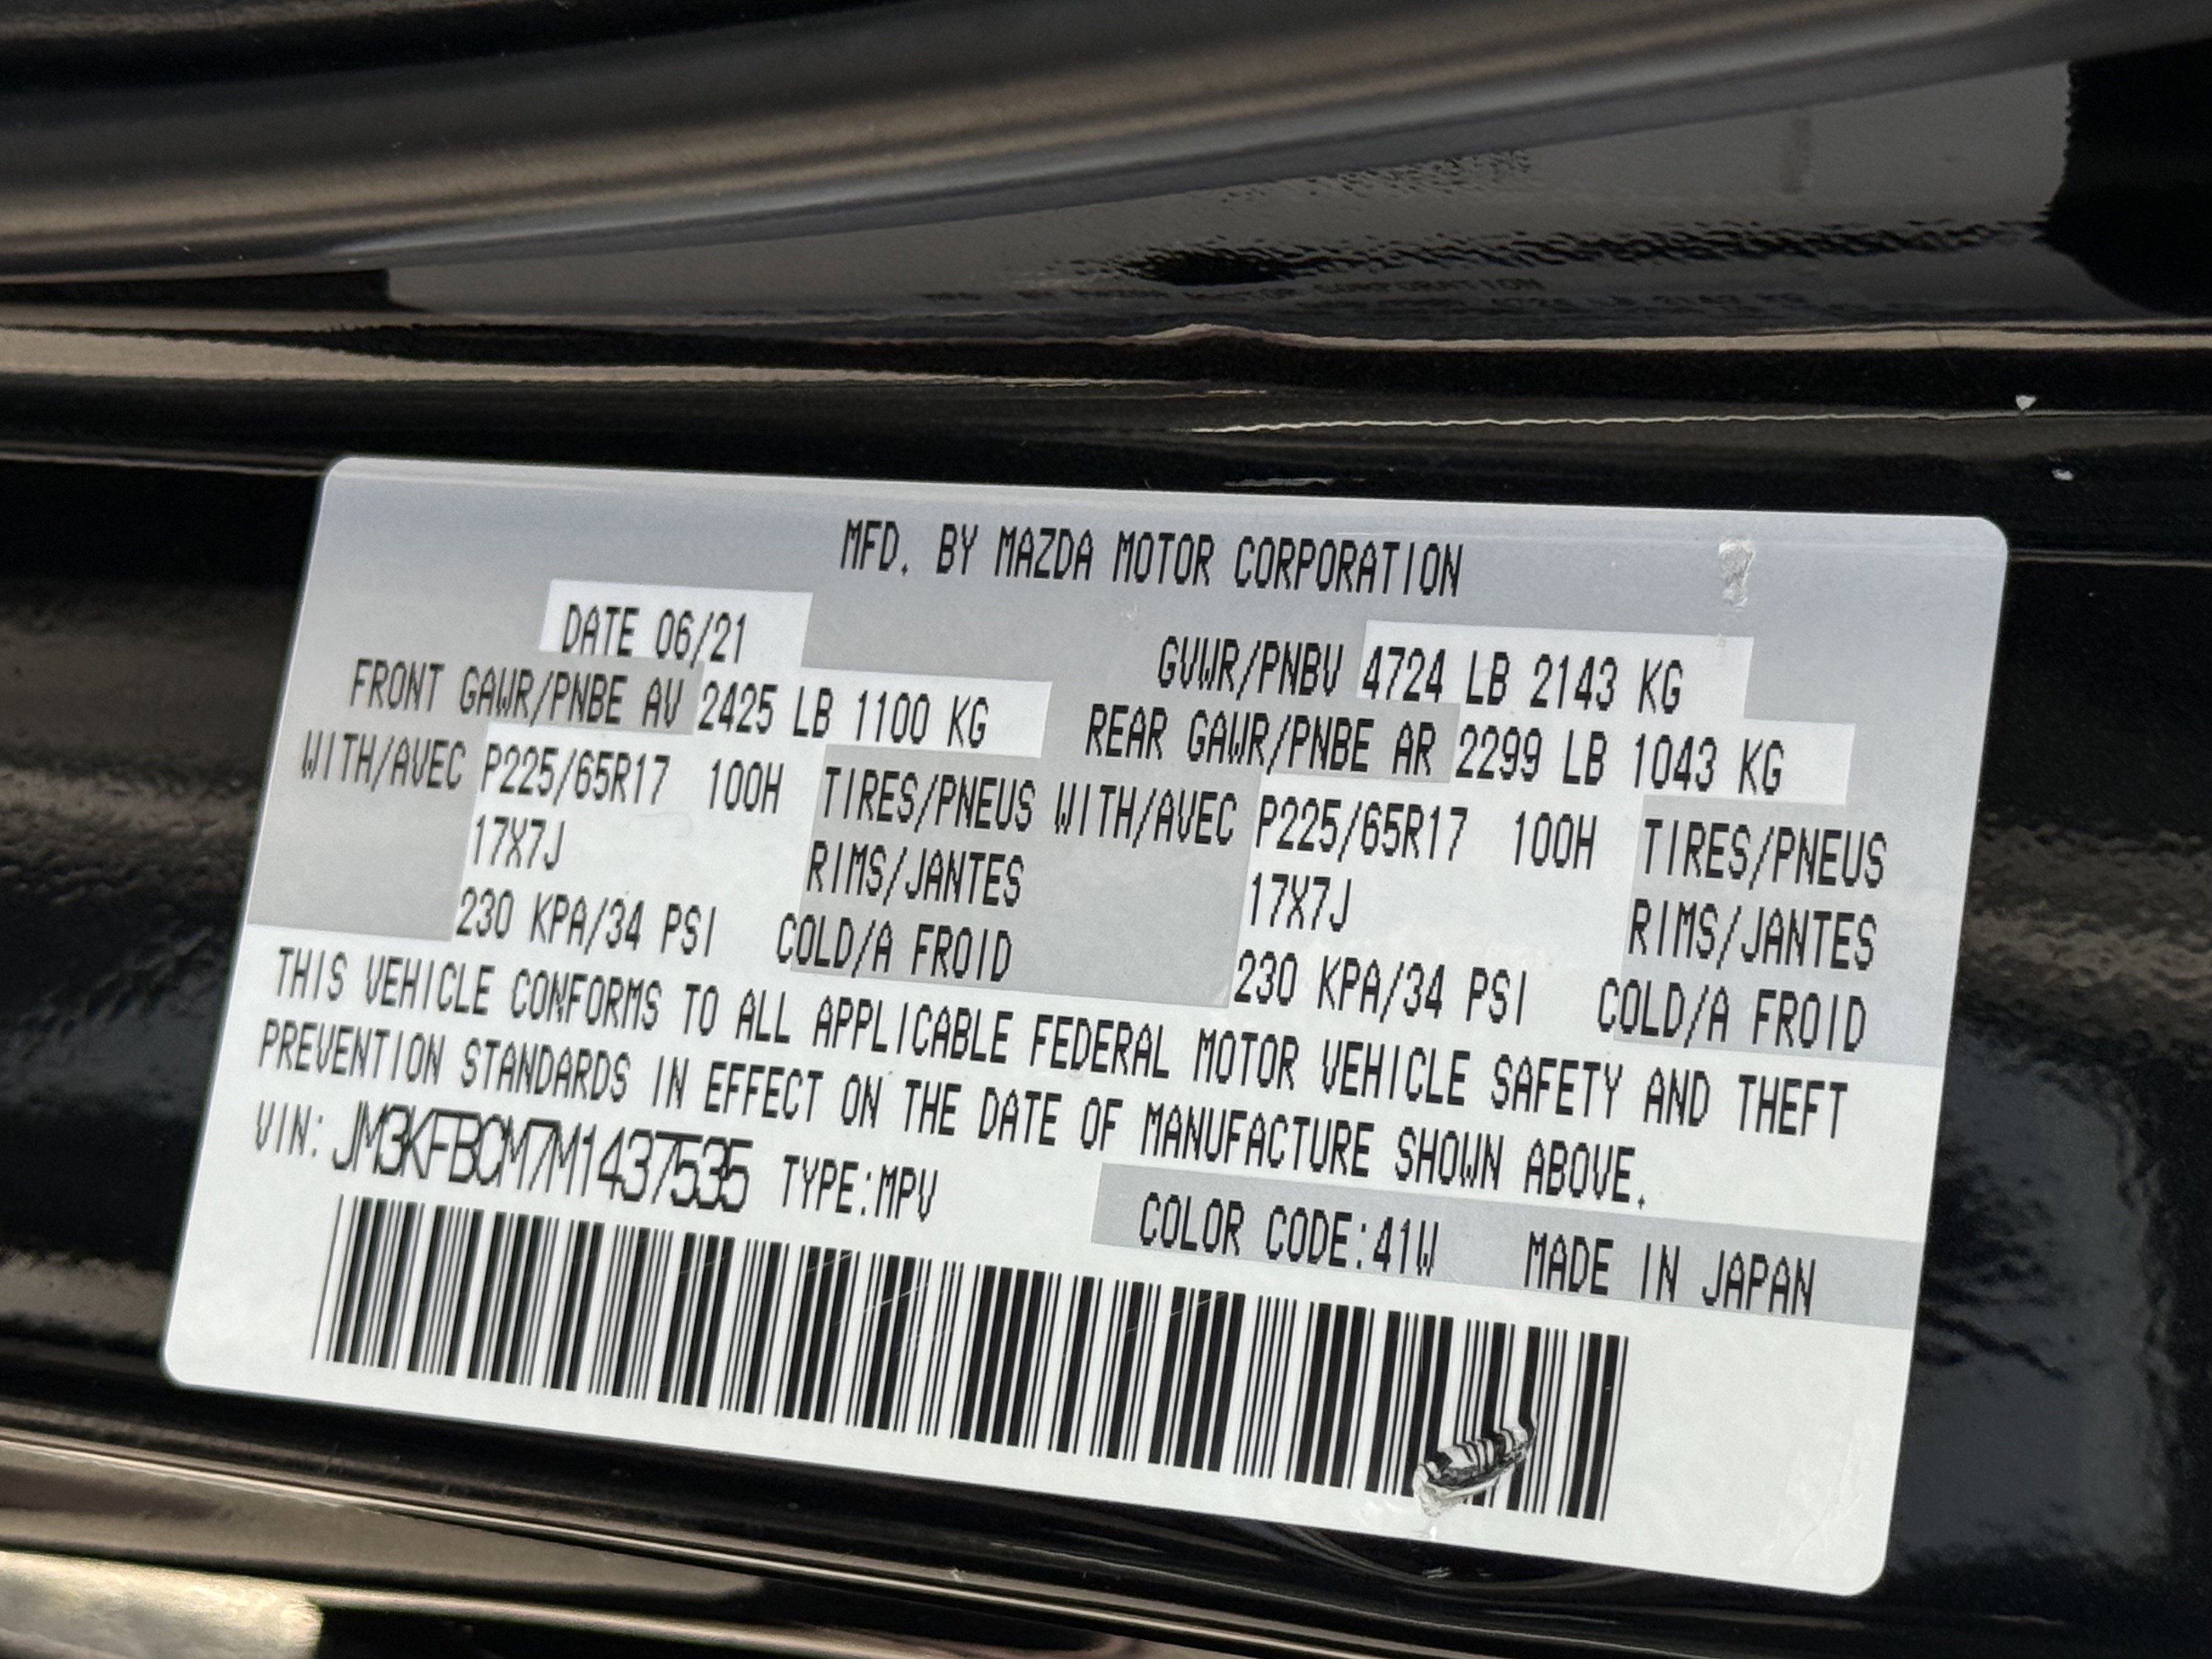 MFD. BY MAZDA MOTOR CORPORATION
DATE 06/21 GVWR/PNBV 4724 LB 2143 KG
FRONT GAWR/PNBE AV 2425 LB 1100 KG REAR GAWR/PNBE AR 2299 LB 1043 KG
WITH/AVEC P225/65R17 100H TIRES/PNEUS WITH/AVEC P225/65R17 100H TIRES/PNEUS
17X7J RIMS/JANTES 17X7J RIMS/JANTES
230 KPA/34 PSI COLD/A FROID 230 KPA/34 PSI COLD/A FROID
THIS VEHICLE CONFORMS TO ALL APPLICABLE FEDERAL MOTOR VEHICLE SAFETY AND THEFT
PREVENTION STANDARDS IN EFFECT ON THE DATE OF MANUFACTURE SHOWN ABOVE.
VIN: JM3KFBCM7M1437535 TYPE:MPV
COLOR CODE:41W MADE IN JAPAN